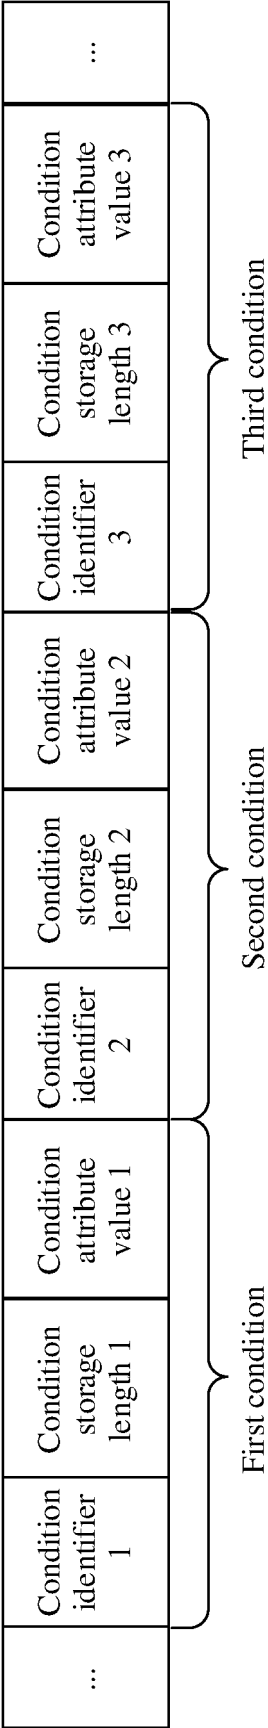 ...
Condition
identifier
1
Condition
storage
length 1
Condition
attribute
value 1
Condition
identifier
2
Condition
storage
length 2
Condition
attribute
value 2
Condition
identifier
3
Condition
storage
length 3
Condition
attribute
value 3
...
First condition
Second condition
Third condition